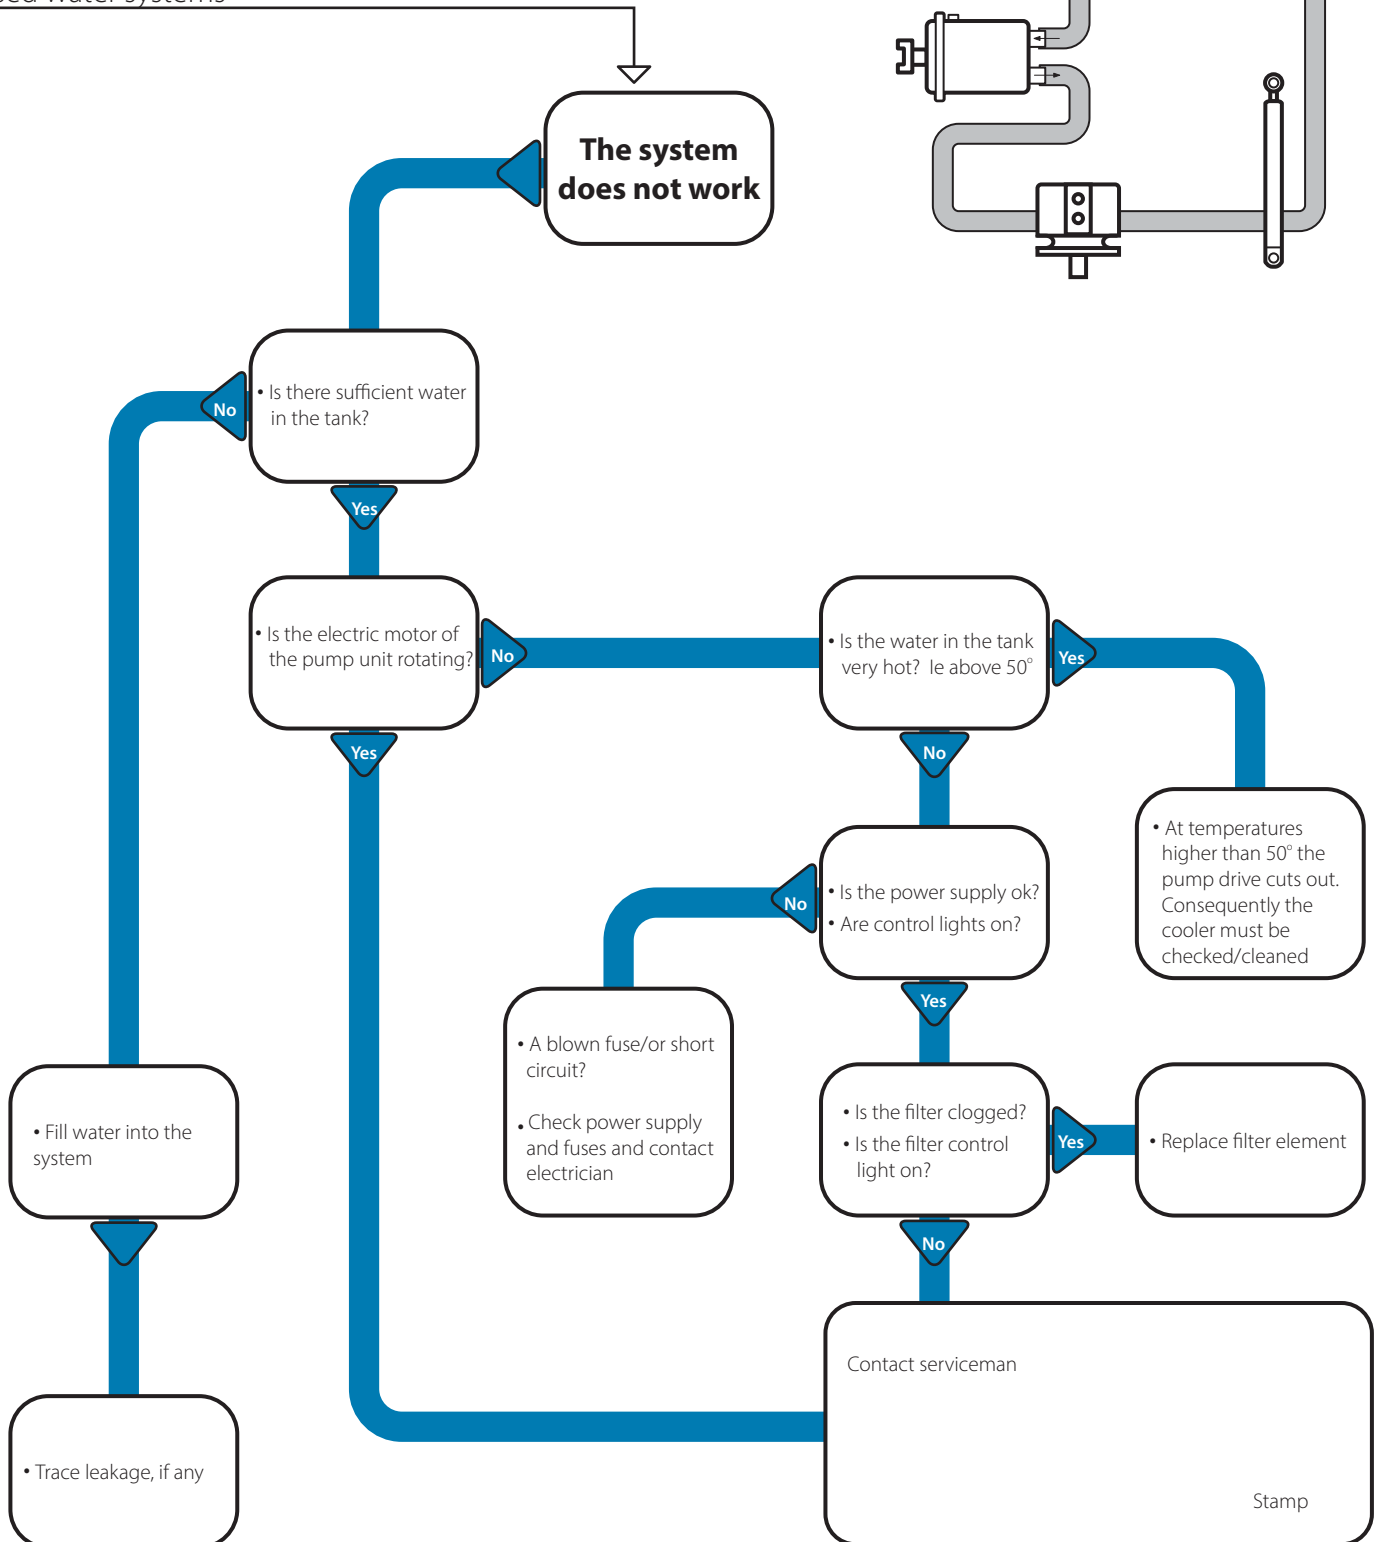 water systems
The system
does not work
• Is there sufficient water
in the tank?
No
Yes
• Is the electric motor of
the pump unit rotating?
No
Yes
• Is the water in the tank
very hot? Ie above 50°
Yes
No
• At temperatures
higher than 50° the
pump drive cuts out.
Consequently the
cooler must be
checked/cleaned
• Is the power supply ok?
• Are control lights on?
No
Yes
• A blown fuse/or short
circuit?
• Check power supply
and fuses and contact
electrician
• Is the filter clogged?
• Is the filter control
light on?
Yes
No
• Replace filter element
• Fill water into the
system
• Trace leakage, if any
Contact serviceman
Stamp